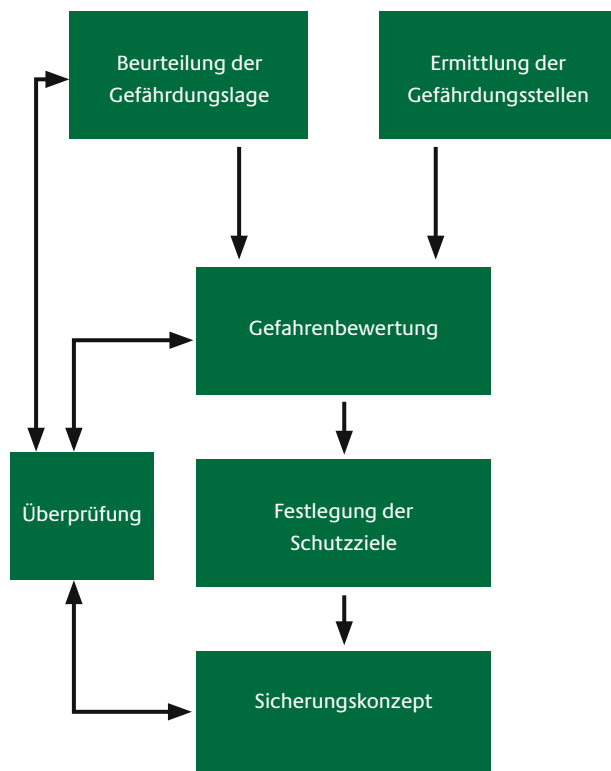 Beurteilung der
Gefährdungslage
Ermittlung der
Gefährdungsstellen
Gefahrenbewertung
Überprüfung
Festlegung der
Schutzziele
Sicherungskonzept